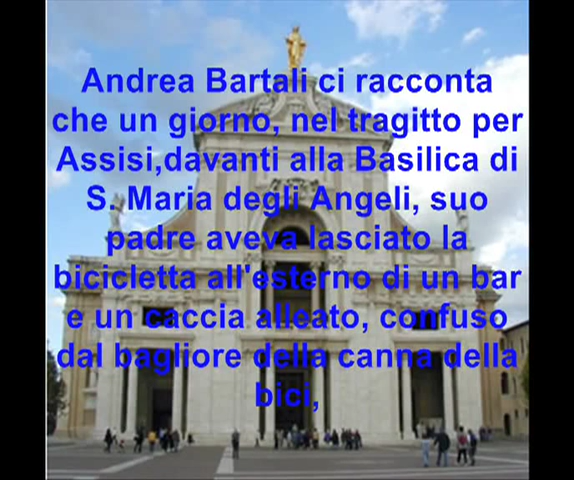 Andrea Bartali ci racconta
che un giorno, nel tragitto per
Assisi,davanti alla Basilica di
S. Maria degli Angeli, suo
padre aveva lasciato la
bicicletta all'esterno di un bar
e un caccia alleato, confuso
dal bagliore della canna della
bici,